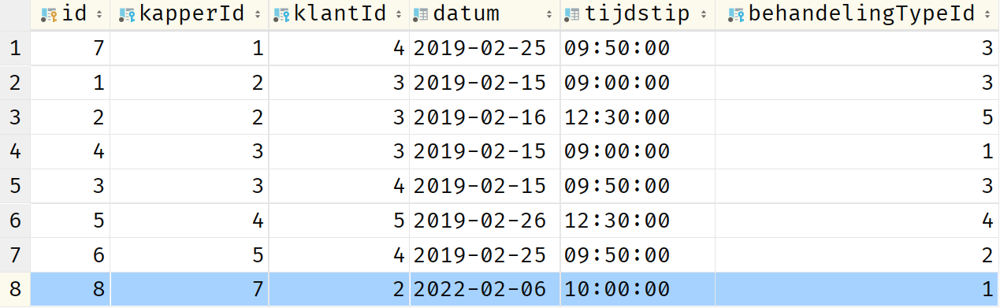 id kapperId klantId datum tijdstip behandelingTypeId
1 7 1 4 2019-02-25 09:50:00 3
2 1 2 3 2019-02-15 09:00:00 3
3 2 2 3 2019-02-16 12:30:00 5
4 4 3 3 2019-02-15 09:00:00 1
5 3 3 4 2019-02-15 09:50:00 3
6 5 4 5 2019-02-26 12:30:00 4
7 6 5 4 2019-02-25 09:50:00 2
8 8 7 2 2022-02-06 10:00:00 1